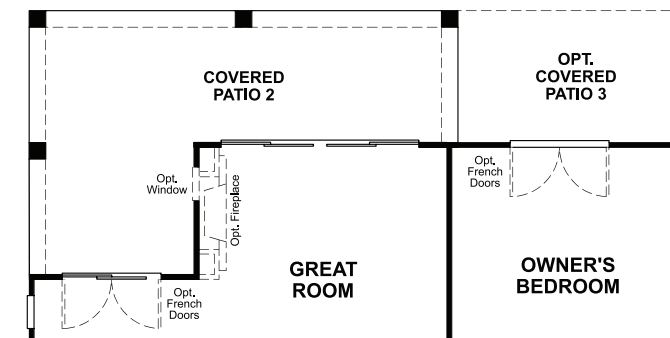 COVERED
PATIO 2
OPT.
COVERED
PATIO 3
Opt.
Window
Opt. Fireplace
Opt.
French
Doors
GREAT
ROOM
Opt.
French
Doors
OWNER'S
BEDROOM